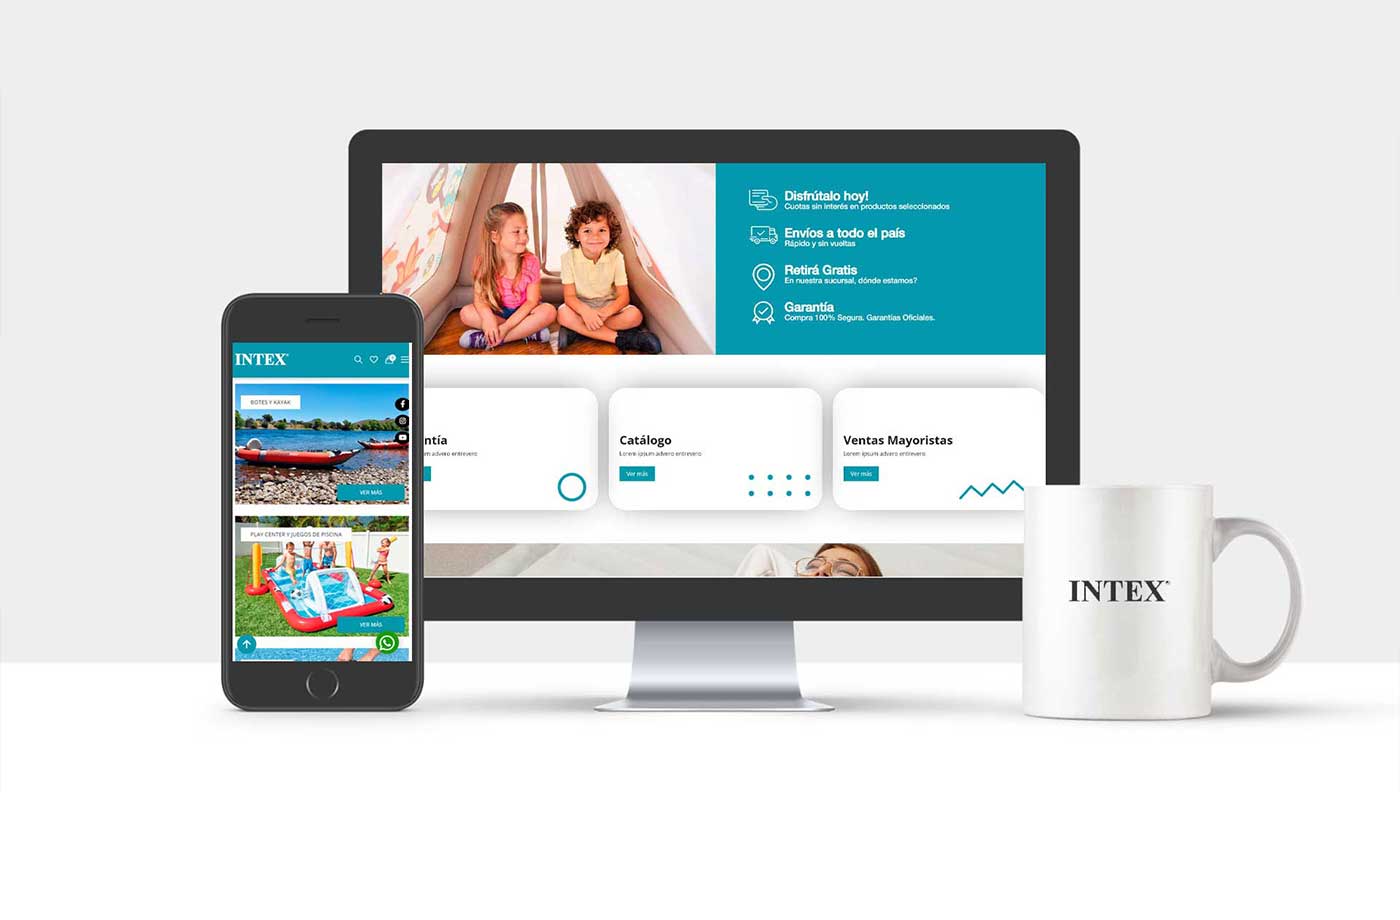 Disfrútalo hoy!
Cuotas sin interés en productos seleccionados
Envíos a todo el país
Rápido y sin vueltas
Retirá Gratis
En nuestra sucursal, dónde estamos?
Garantía
Compra 100% Segura. Garantías Oficiales.
INTEX®
BOTES Y KAYAK
VER MÁS
PLAY CENTER Y JUEGOS DE PISCINA
VER MÁS
ntía
m advero entrevero
Catálogo
Lorem ipsum advero entrevero
Ver más
Ventas Mayoristas
Lorem ipsum advero entrevero
Ver más
INTEX®